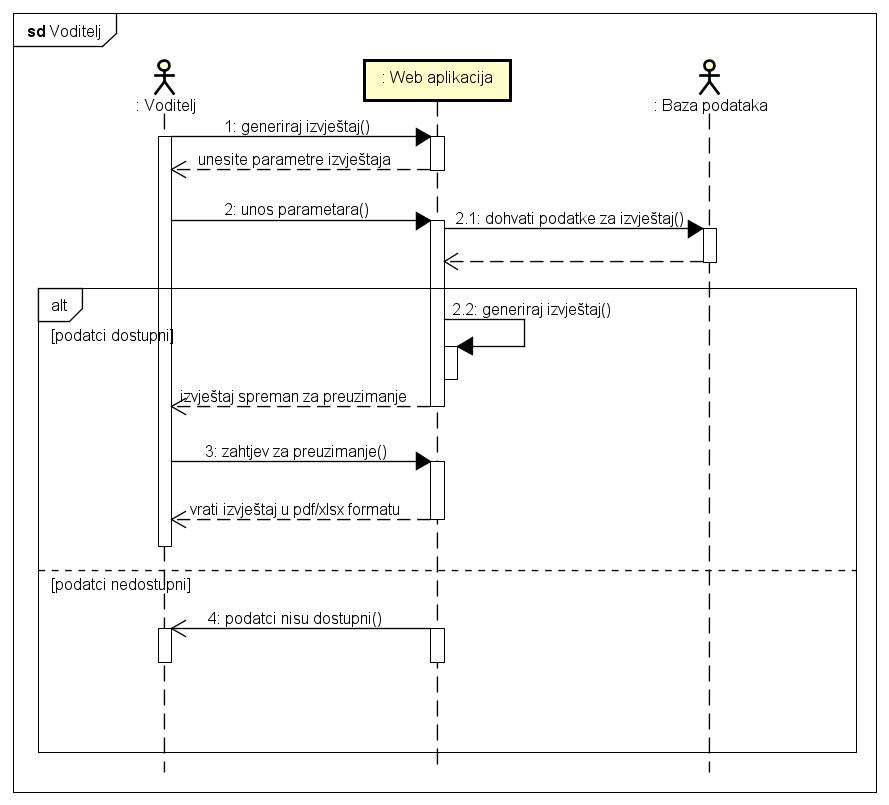 sd Voditelj
: Voditelj
: Web aplikacija
: Baza podataka
1: generiraj izvještaj()
unesite parametre izvještaja
2: unos parametara()
2.1: dohvati podatke za izvještaj()
alt
[podatci dostupni]
2.2: generiraj izvještaj()
izvještaj spreman za preuzimanje
3: zahtjev za preuzimanje()
vrati izvještaj u pdf/xlsx formatu
[podatci nedostupni]
4: podatci nisu dostupni()